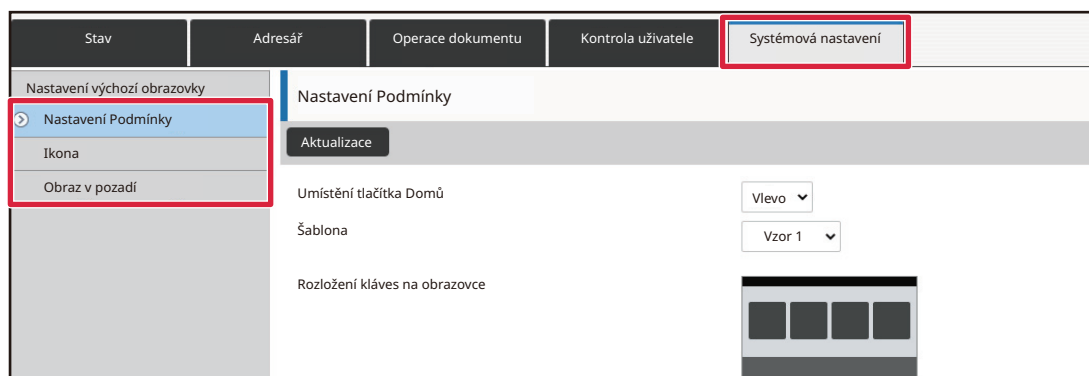 Stav
Adresář
Operace dokumentu
Kontrola uživatele
Systémová nastavení
Nastavení výchozí obrazovky
Nastavení Podmínky
Ikona
Obraz v pozadí
Nastavení Podmínky
Aktualizace
Umístění tlačítka Domů
Vlevo
Šablona
Vzor 1
Rozložení kláves na obrazovce